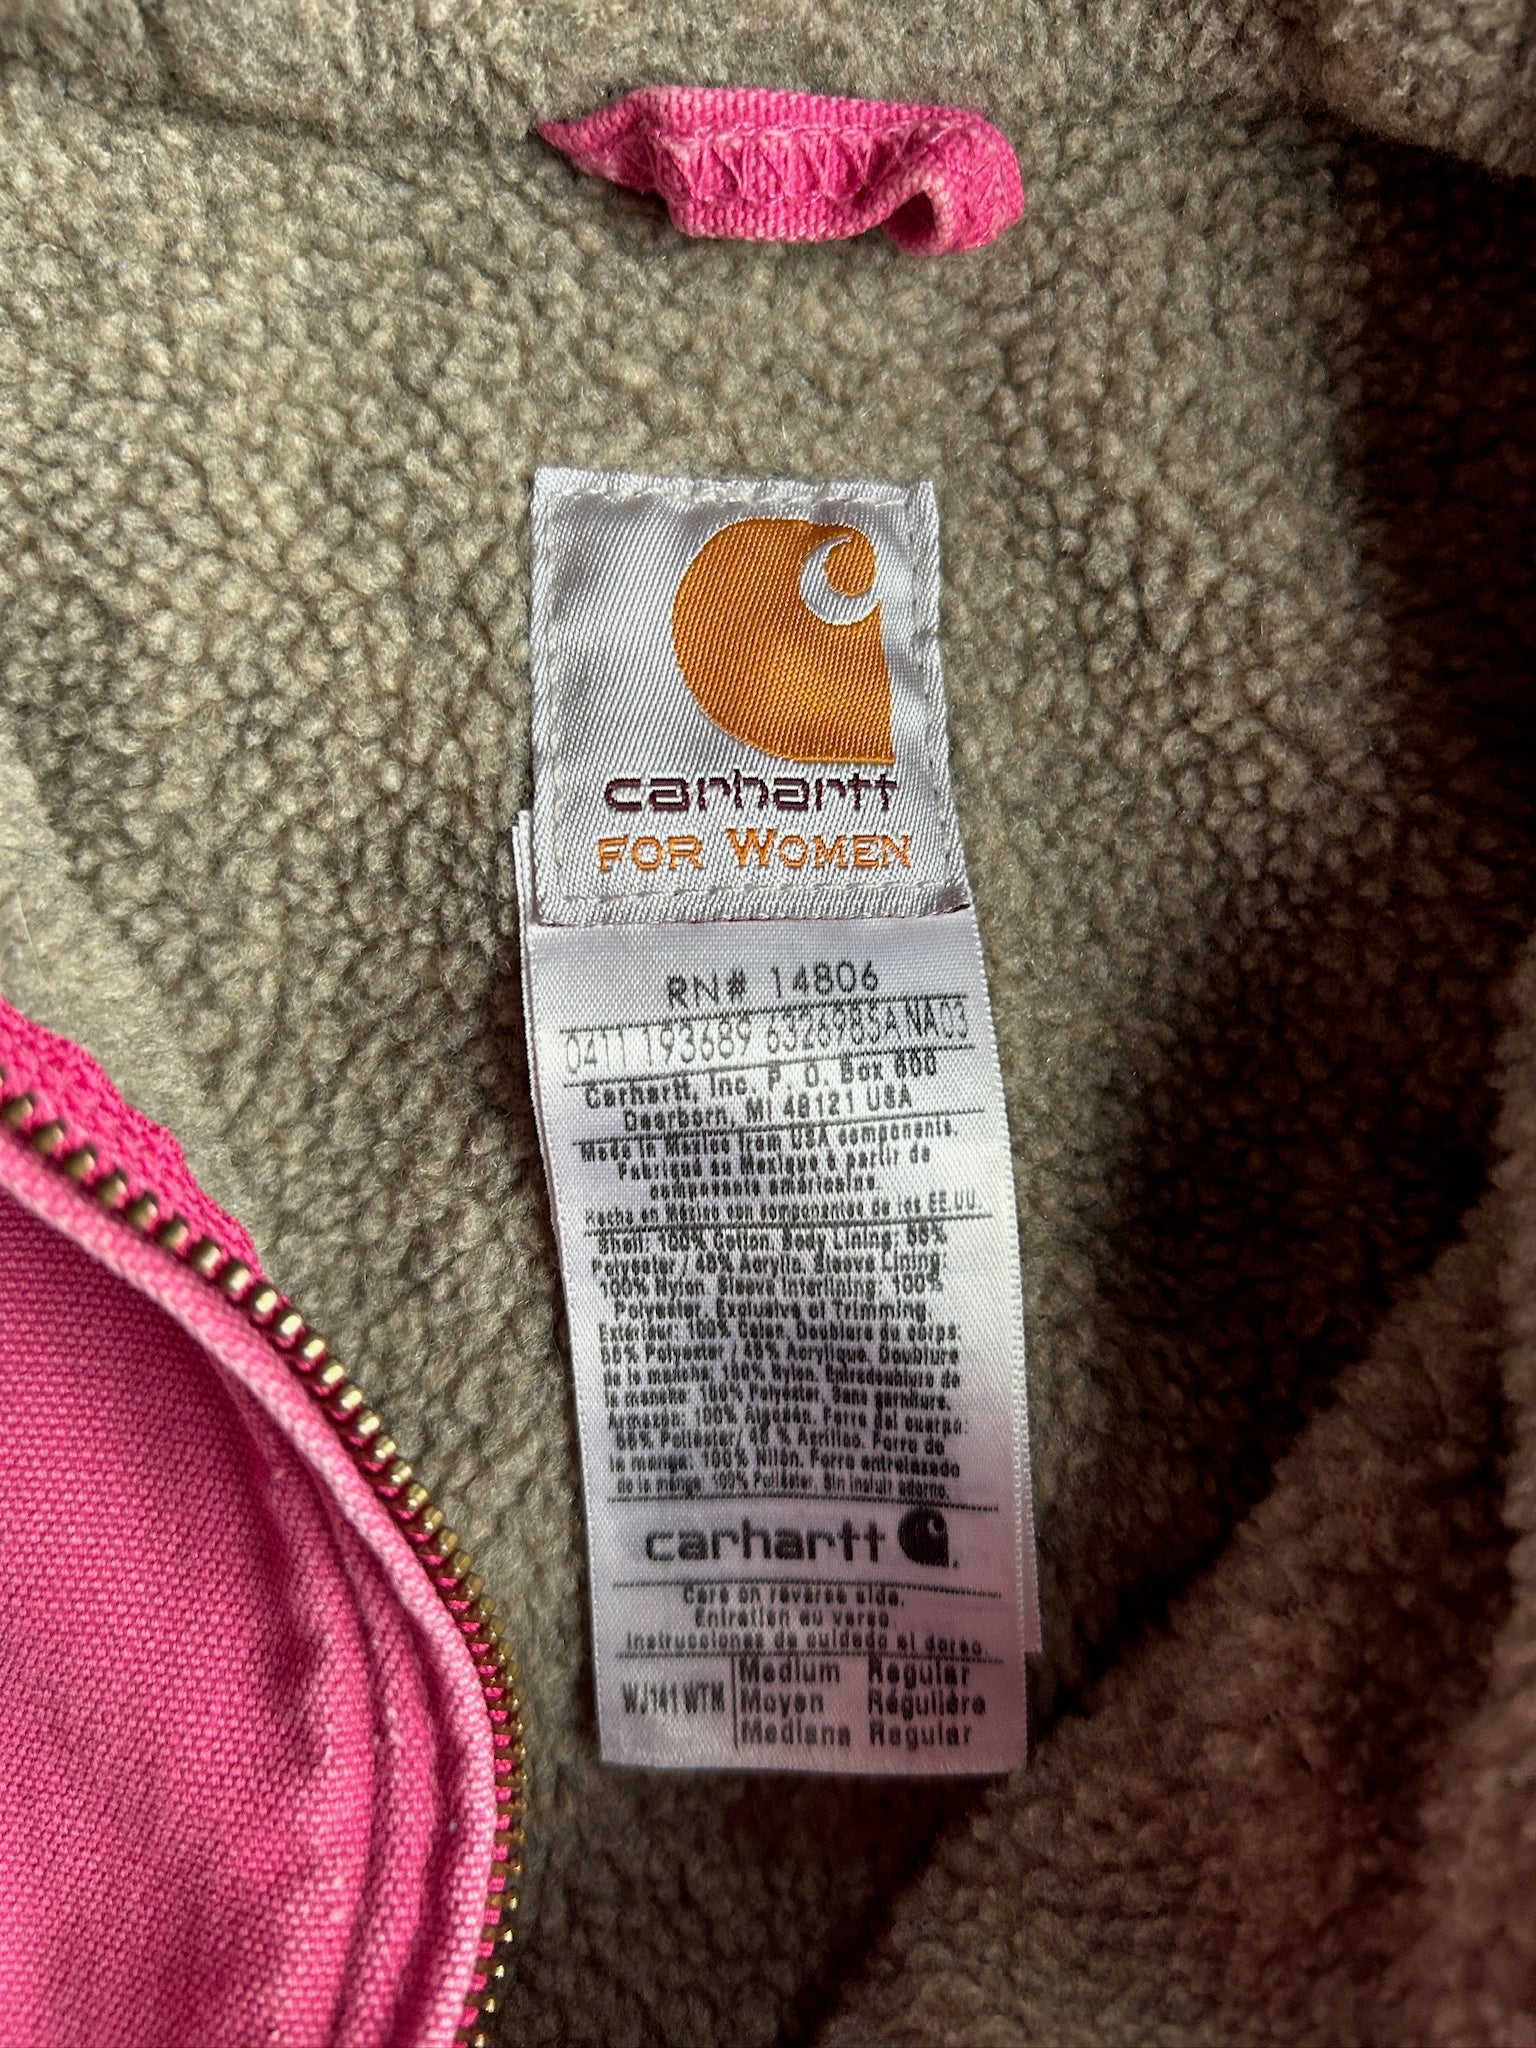 carhartt
FOR WOMEN
RN# 14806
0411 193689 6326985A NA03
Carhartt, Inc. P. O. Box 600
Dearborn, MI 48121 USA
Made in Mexico from USA components.
Fabriqué au Mexique à partir de
composants américains.
Hecho en México con componentes de los EE.UU.
Shell: 100% Cotton, Body Lining: 55%
Polyester / 45% Acrylic, Sleeve Lining
100% Nylon, Sleeve Interlining: 100%
Polyester, Exclusive of Trimming
Extérieur: 100% Coton, Doublure du corps:
55% Polyester / 45% Acrylique, Doublure
de la manche: 100% Nylon, Entredoublure de
la manche: 100% Polyester, Sans garniture.
Armazon: 100% Algodón, Forro del cuerpo:
55% Poliéster / 45 % Acrílico, Forro de
la manga: 100% Nilón, Forro entrelazado
de la manga: 100% Poliéster, Sin incluir adorno.
carhartt
Care on reverse side.
Entretien au verso.
Instrucciones de cuidado al dorso.
WJ141 WTM
Medium Regular
Moyen Régulière
Mediana Regular